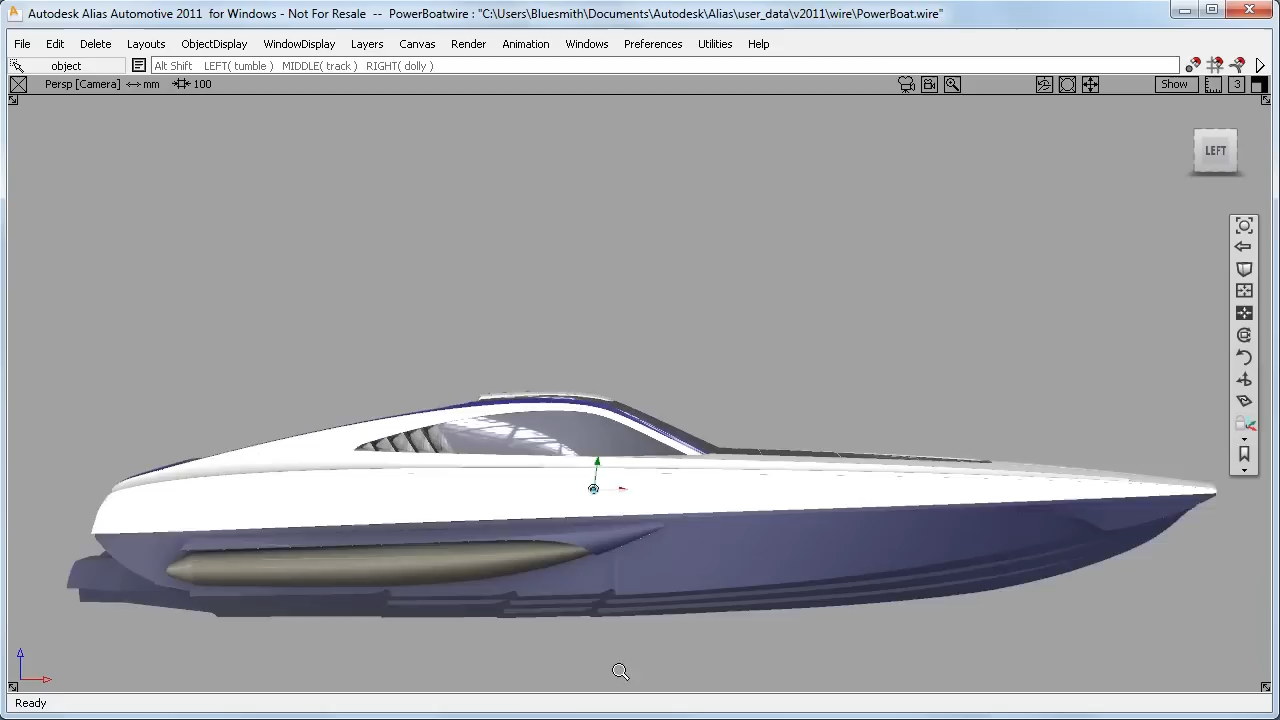 Autodesk Alias Automotive 2011 for Windows - Not For Resale -- PowerBoat.wire : "C:\Users\Bluesmith\Documents\Autodesk\Alias\user_data\v2011\wire\PowerBoat.wire"
File Edit Delete Layouts ObjectDisplay WindowDisplay Layers Canvas Render Animation Windows Preferences Utilities Help
object Alt Shift LEFT( tumble ) MIDDLE( track ) RIGHT( dolly )
Persp [Camera] mm 100 Show 3
LEFT
Ready